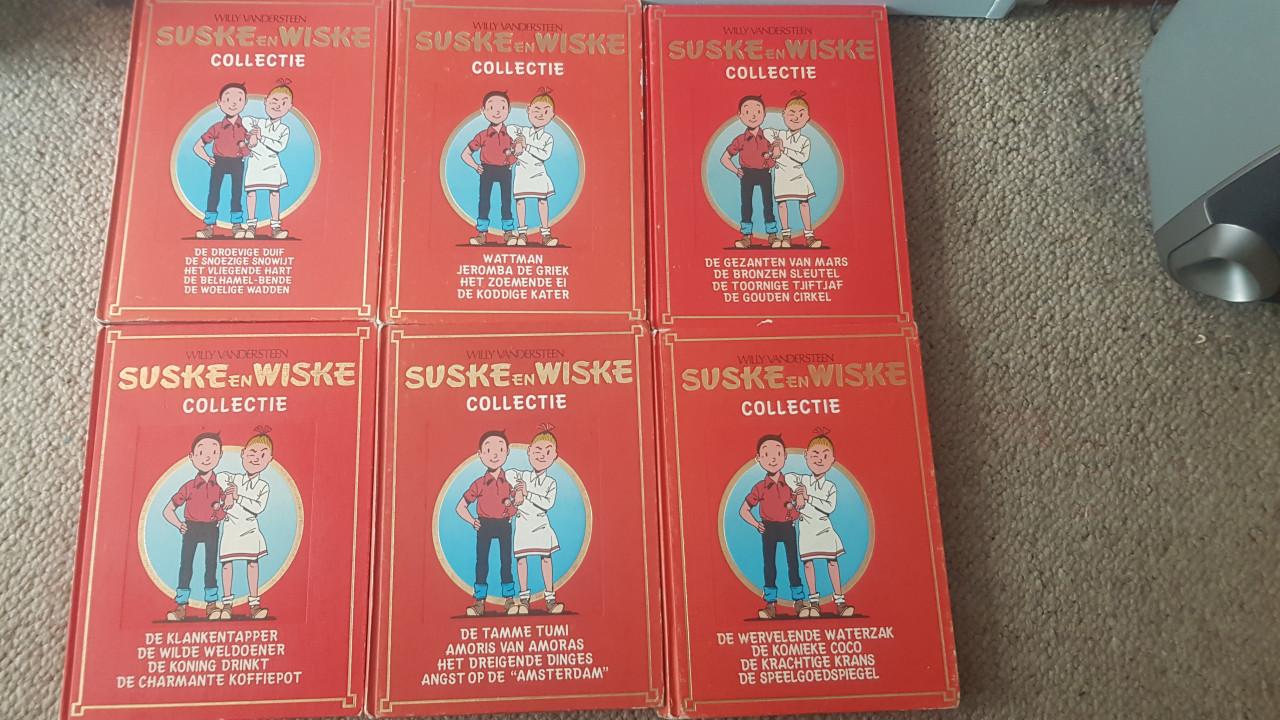 WILLY VANDERSTEEN
SUSKE EN WISKE
COLLECTIE
DE DROEVIGE DUIF
DE SNOEZIGE SNOWIJT
HET VLIEGENDE HART
DE BELHAMEL-BENDE
DE WOELIGE WADDEN
WILLY VANDERSTEEN
SUSKE EN WISKE
COLLECTIE
WATTMAN
JEROMBA DE GRIEK
HET ZOEMENDE EI
DE KODDIGE KATER
WILLY VANDERSTEEN
SUSKE EN WISKE
COLLECTIE
DE GEZANTEN VAN MARS
DE BRONZEN SLEUTEL
DE TOORNIGE TJIFTJAF
DE GOUDEN CIRKEL
WILLY VANDERSTEEN
SUSKE EN WISKE
COLLECTIE
DE KLANKENTAPPER
DE WILDE WELDOENER
DE KONING DRINKT
DE CHARMANTE KOFFIEPOT
WILLY VANDERSTEEN
SUSKE EN WISKE
COLLECTIE
DE TAMME TUMI
AMORIS VAN AMORAS
HET DREIGENDE DINGES
ANGST OP DE "AMSTERDAM"
WILLY VANDERSTEEN
SUSKE EN WISKE
COLLECTIE
DE WERVELENDE WATERZAK
DE KOMIEKE COCO
DE KRACHTIGE KRANS
DE SPEELGOEDSPIEGEL